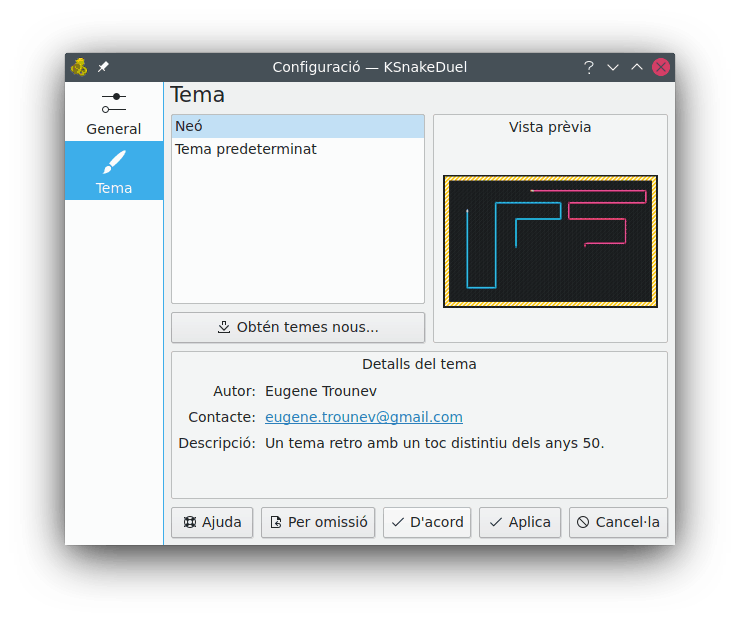 Configuració — KSnakeDuel
General
Tema
Tema
Neó
Tema predeterminat
Vista prèvia
Obtén temes nous...
Detalls del tema
Autor: Eugene Trounev
Contacte: eugene.trounev@gmail.com
Descripció: Un tema retro amb un toc distintiu dels anys 50.
Ajuda Per omissió D'acord Aplica Cancel·la